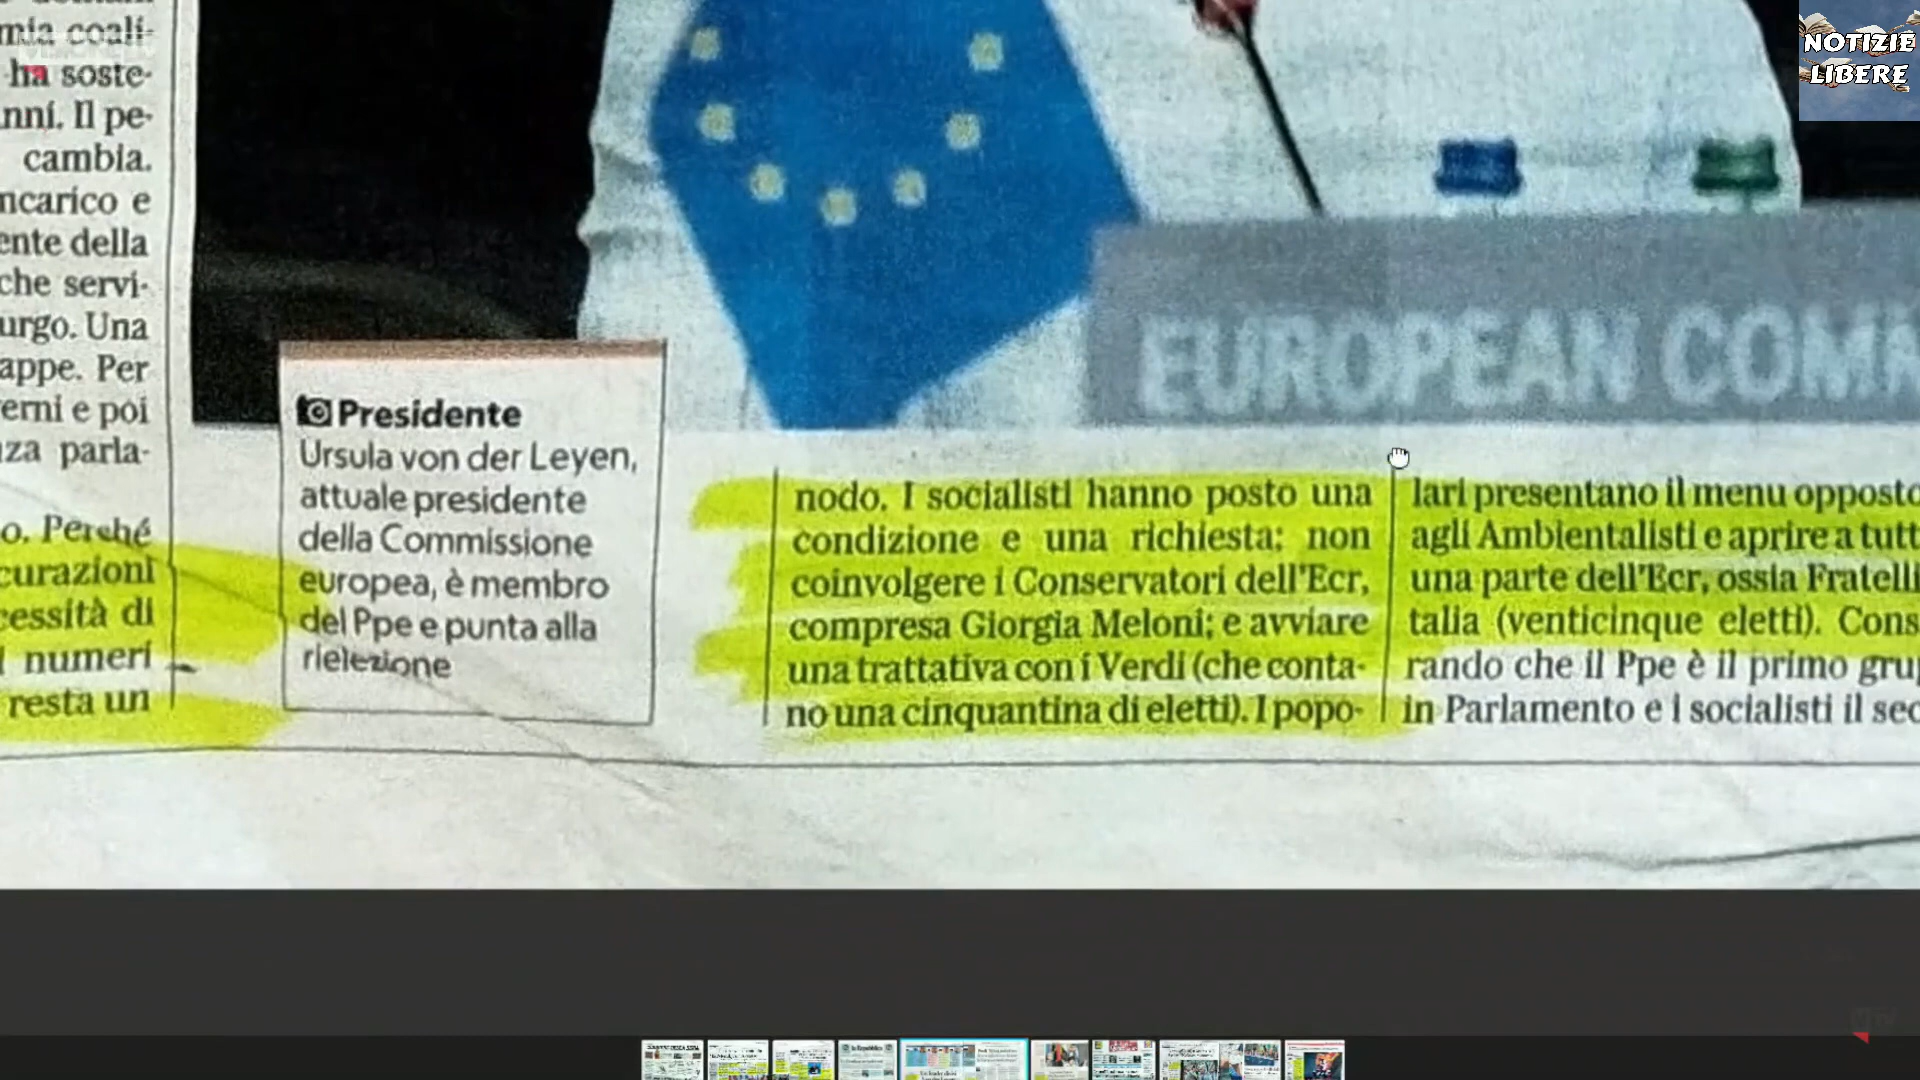 mia coali-
ha soste-
nni. Il pe-
cambia.
ncarico e
ente della
che servi-
urgo. Una
appe. Per
erni e poi
za parla-
o. Perché
curazioni
cessità di
numeri
resta un
Presidente
Ursula von der Leyen,
attuale presidente
della Commissione
europea, è membro
del Ppe e punta alla
rielezione
EUROPEAN COMM
nodo. I socialisti hanno posto una
condizione e una richiesta: non
coinvolgere i Conservatori dell'Ecr,
compresa Giorgia Meloni; e avviare
una trattativa con i Verdi (che conta-
no una cinquantina di eletti). I popo-
lari presentano il menu opposto
agli Ambientalisti e aprire a tutt
una parte dell'Ecr, ossia Fratelli
talia (venticinque eletti). Cons
rando che il Ppe è il primo grup
in Parlamento e i socialisti il sec
NOTIZIE
LIBERE